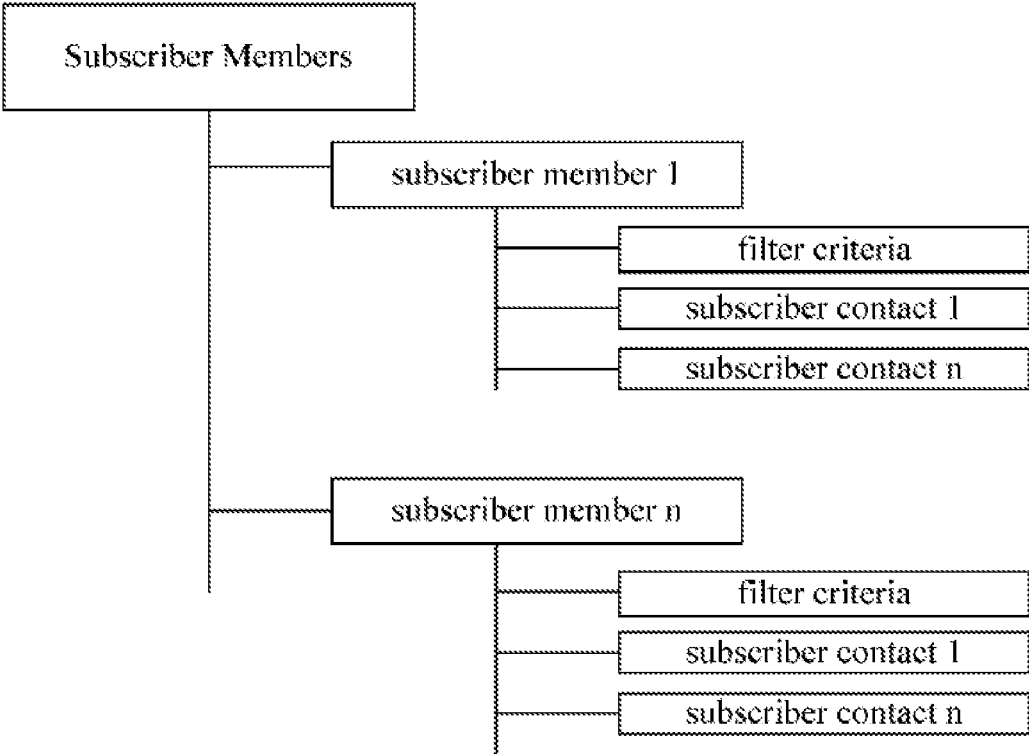 Subscriber Members
subscriber member 1
filter criteria
subscriber contact 1
subscriber contact n
subscriber member n
filter criteria
subscriber contact 1
subscriber contact n